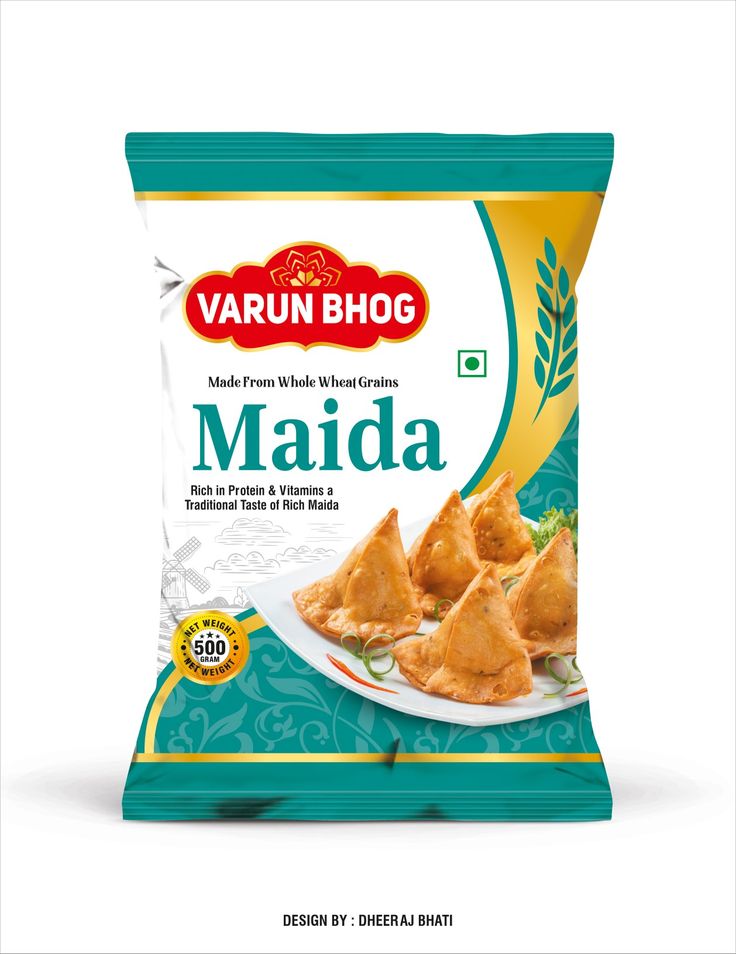 VARUN BHOG
Made From Whole Wheat Grains
Maida
Rich in Protein & Vitamins a
Traditional Taste of Rich Maida
NET WEIGHT
500
GRAM
NET WEIGHT
DESIGN BY : DHEERAJ BHATI